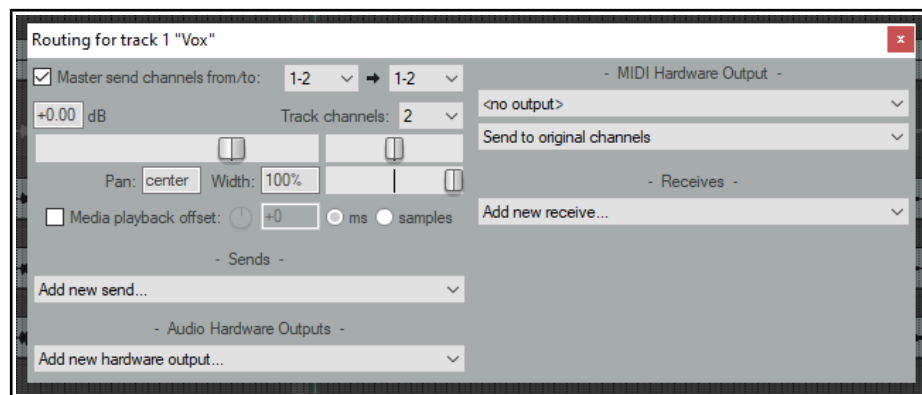 Routing for track 1 "Vox"
x
Master send channels from/to: 1-2 → 1-2
+0.00 dB Track channels: 2
Pan: center Width: 100%
Media playback offset: +0 ms samples
- Sends -
Add new send...
- Audio Hardware Outputs -
Add new hardware output...
- MIDI Hardware Output -
<no output>
Send to original channels
- Receives -
Add new receive...